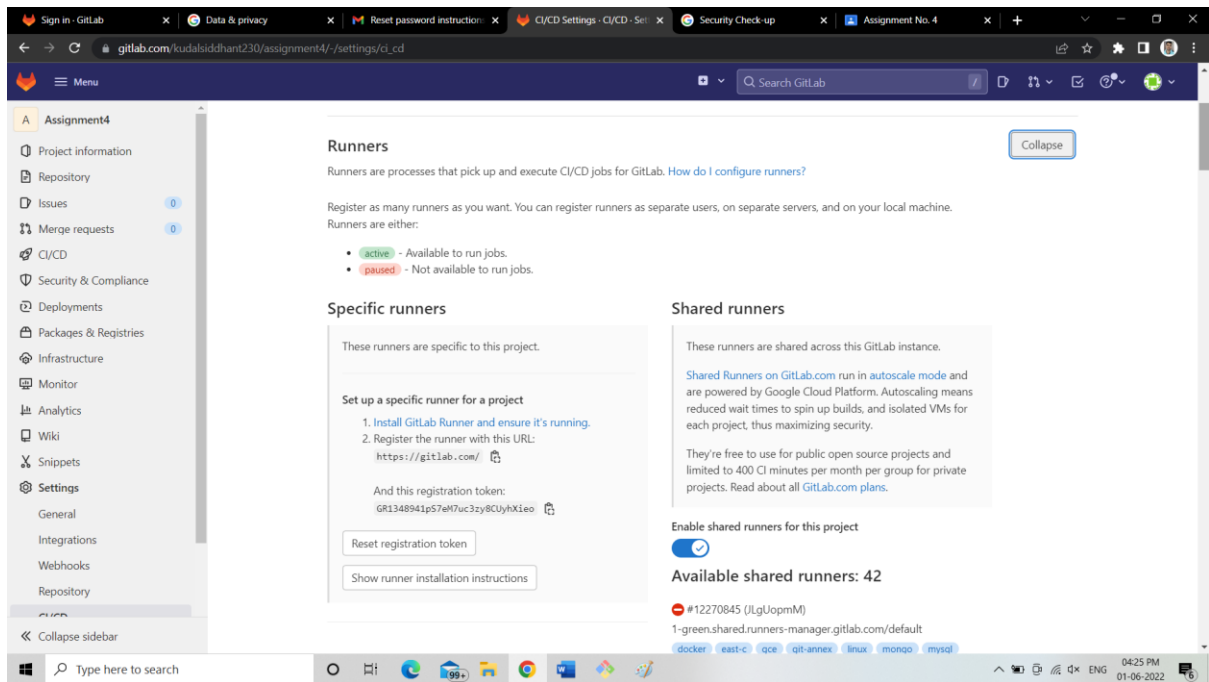 Sign in · GitLab
Data & privacy
Reset password instruction
CI/CD Settings · CI/CD · Set
Security Check-up
Assignment No. 4
gitlab.com/kudalsiddhant230/assignment4/-/settings/ci_cd
Menu
Search GitLab
/
A Assignment4
Project information
Repository
Issues 0
Merge requests 0
CI/CD
Security & Compliance
Deployments
Packages & Registries
Infrastructure
Monitor
Analytics
Wiki
Snippets
Settings
General
Integrations
Webhooks
Repository
CI/CD
Collapse sidebar
Runners
Collapse
Runners are processes that pick up and execute CI/CD jobs for GitLab. How do I configure runners?
Register as many runners as you want. You can register runners as separate users, on separate servers, and on your local machine.
Runners are either:
• active - Available to run jobs.
• paused - Not available to run jobs.
Specific runners
These runners are specific to this project.
Set up a specific runner for a project
1. Install GitLab Runner and ensure it's running.
2. Register the runner with this URL:
https://gitlab.com/
And this registration token:
GR1348941pS7eM7uc3zy8CUyhXieo
Reset registration token
Show runner installation instructions
Shared runners
These runners are shared across this GitLab instance.
Shared Runners on GitLab.com run in autoscale mode and
are powered by Google Cloud Platform. Autoscaling means
reduced wait times to spin up builds, and isolated VMs for
each project, thus maximizing security.
They're free to use for public open source projects and
limited to 400 CI minutes per month per group for private
projects. Read about all GitLab.com plans.
Enable shared runners for this project
Available shared runners: 42
#12270845 (JLgUopmM)
1-green.shared.runners-manager.gitlab.com/default
docker east-c gce git-annex linux mongo mysql
Type here to search
99+
ENG
04:25 PM
01-06-2022
6